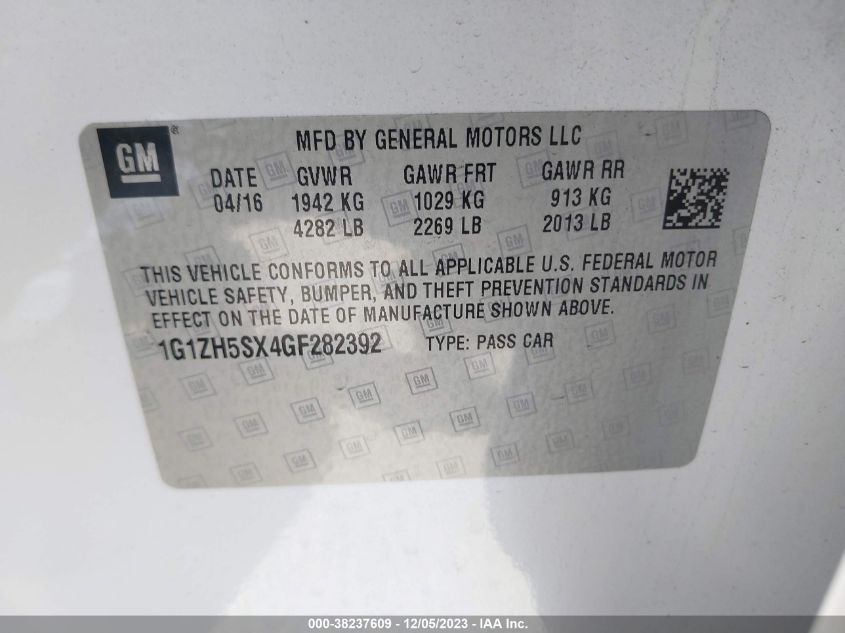 GM ®
MFD BY GENERAL MOTORS LLC
DATE GVWR GAWR FRT GAWR RR
04/16 1942 KG 1029 KG 913 KG
4282 LB 2269 LB 2013 LB
THIS VEHICLE CONFORMS TO ALL APPLICABLE U.S. FEDERAL MOTOR
VEHICLE SAFETY, BUMPER, AND THEFT PREVENTION STANDARDS IN
EFFECT ON THE DATE OF MANUFACTURE SHOWN ABOVE.
1G1ZH5SX4GF282392 TYPE: PASS CAR
000-38237609 - 12/05/2023 - IAA Inc.